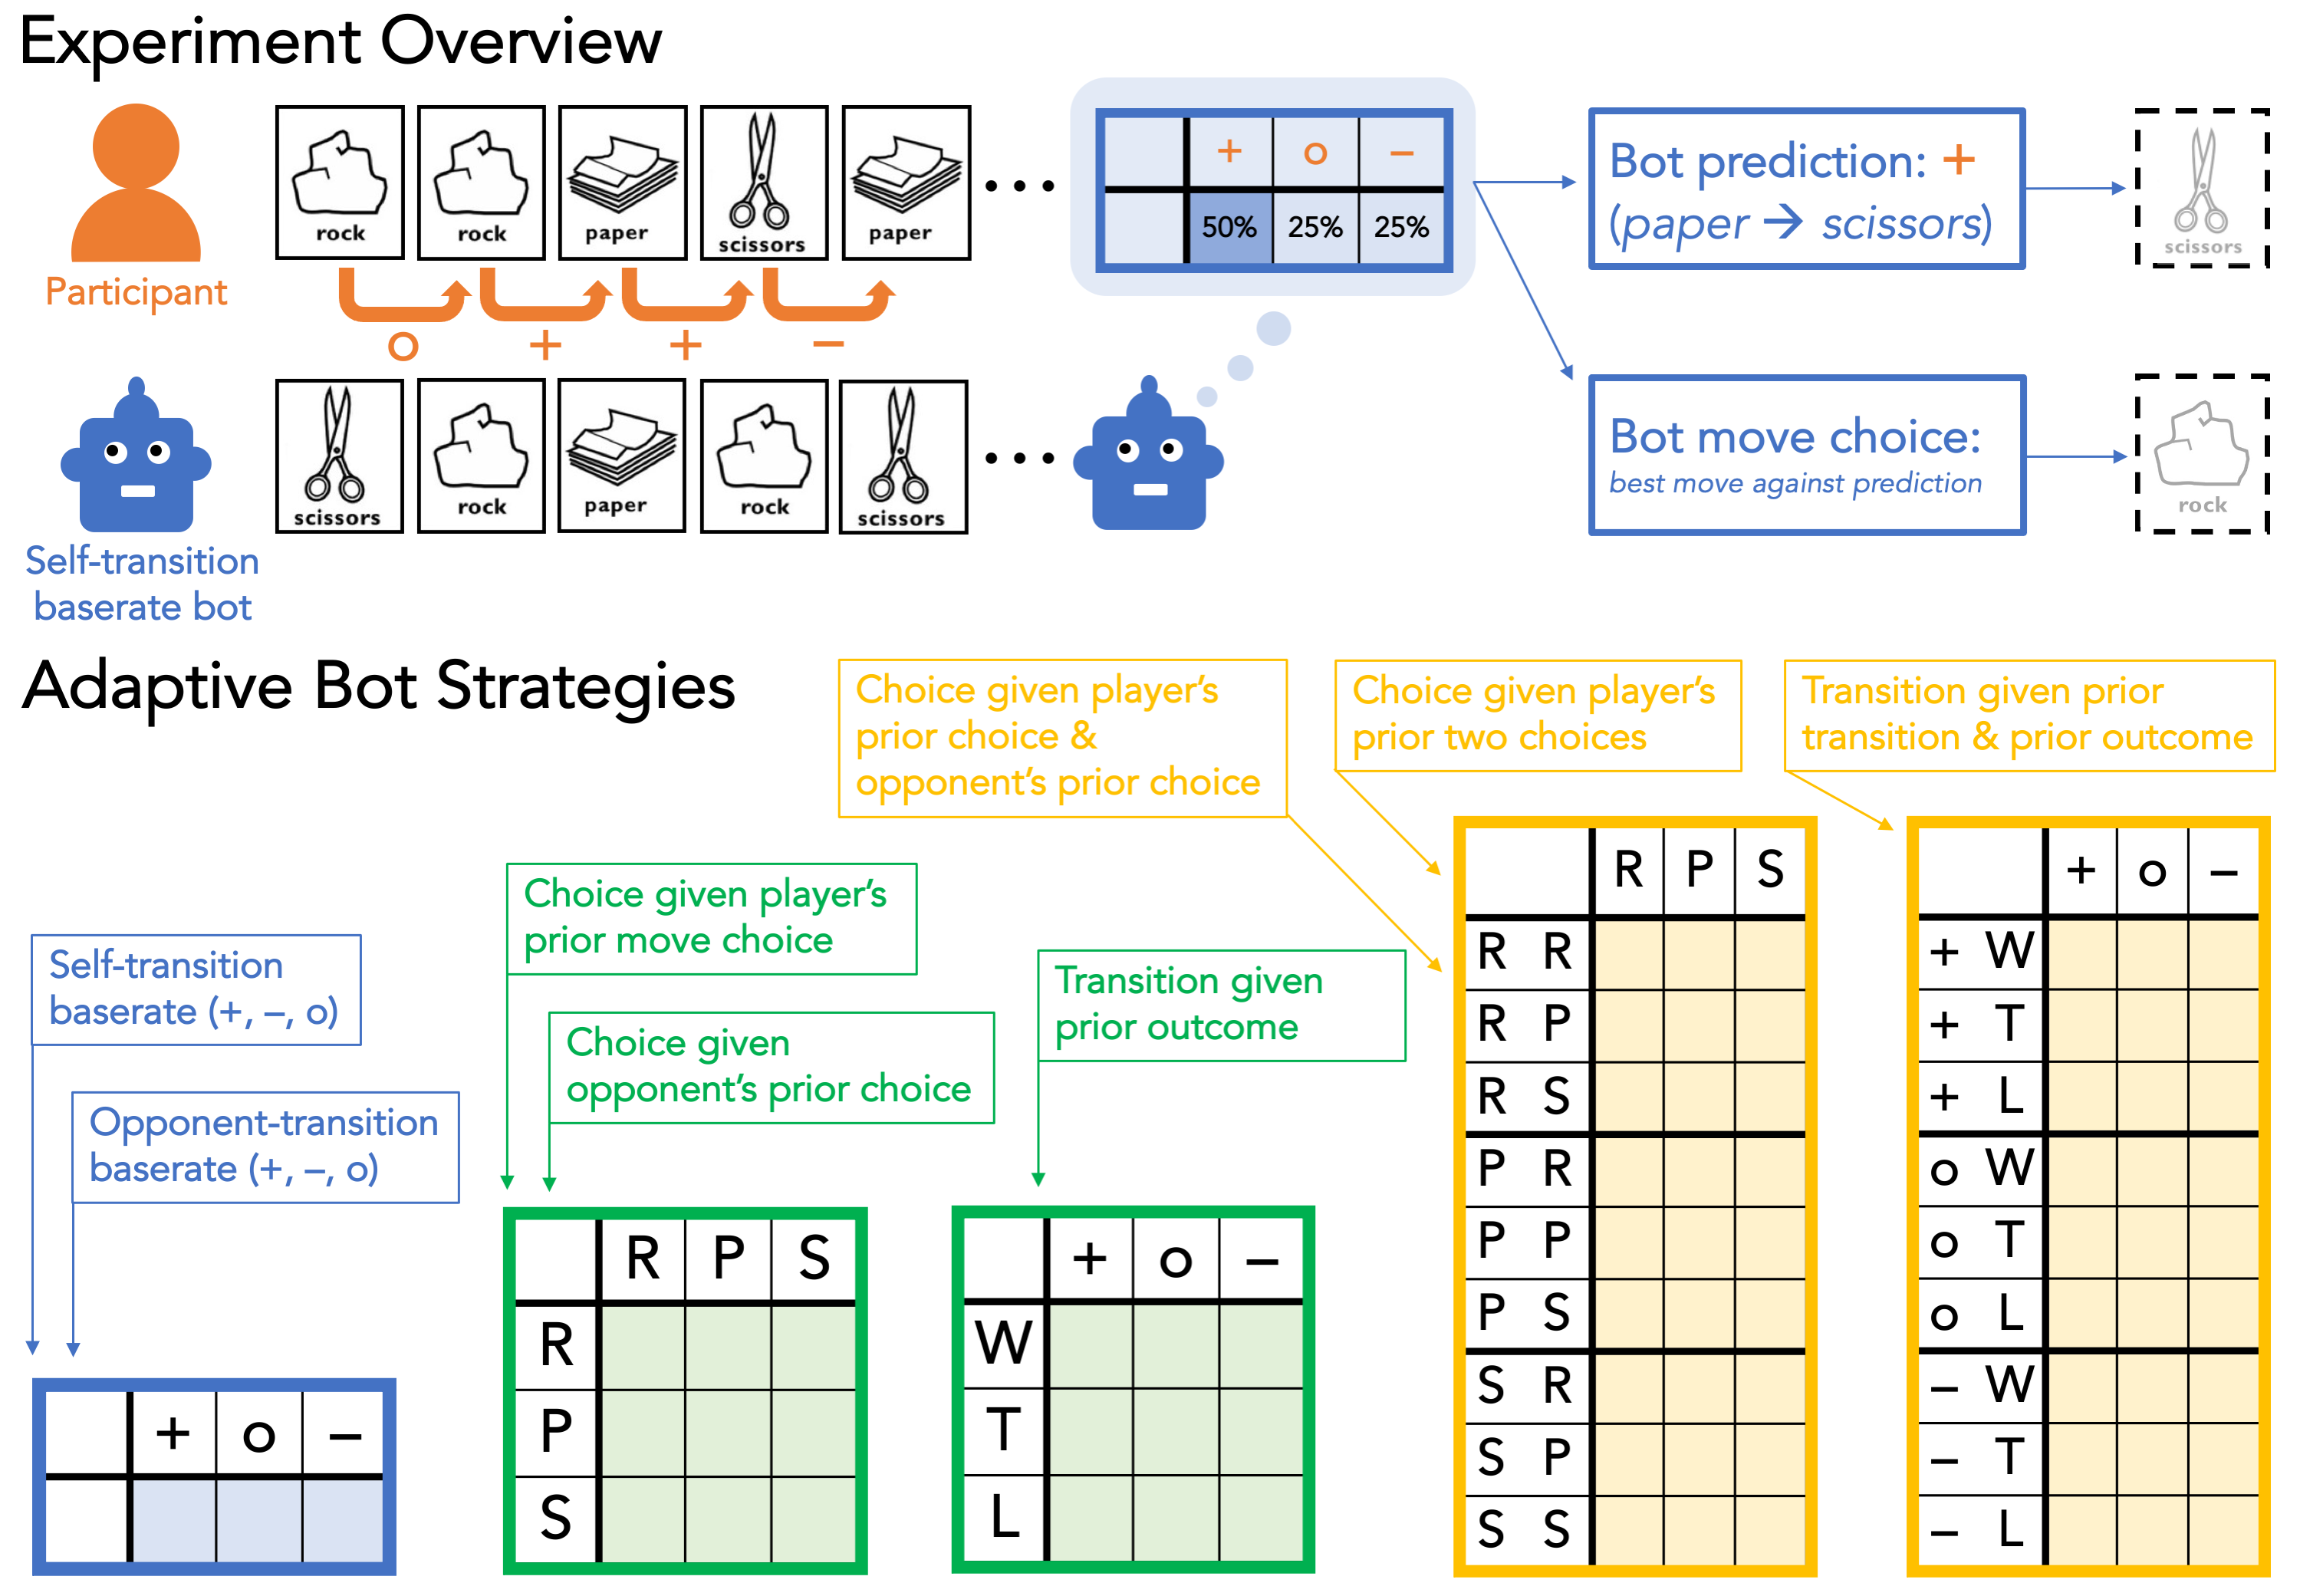 Experiment Overview
rock
rock
paper
scissors
paper
Participant
o + + –
+ o –
50% 25% 25%
Bot prediction: +
(paper → scissors)
scissors
scissors
rock
paper
rock
scissors
Self-transition
baserate bot
Bot move choice:
best move against prediction
rock
Adaptive Bot Strategies
Self-transition
baserate (+, –, o)
Opponent-transition
baserate (+, –, o)
+ o –
Choice given player's
prior move choice
Choice given
opponent's prior choice
R P S
R
P
S
Transition given
prior outcome
+ o –
W
T
L
Choice given player's
prior choice &
opponent's prior choice
Choice given player's
prior two choices
R P S
R R
R P
R S
P R
P P
P S
S R
S P
S S
Transition given prior
transition & prior outcome
+ o –
+ W
+ T
+ L
o W
o T
o L
– W
– T
– L